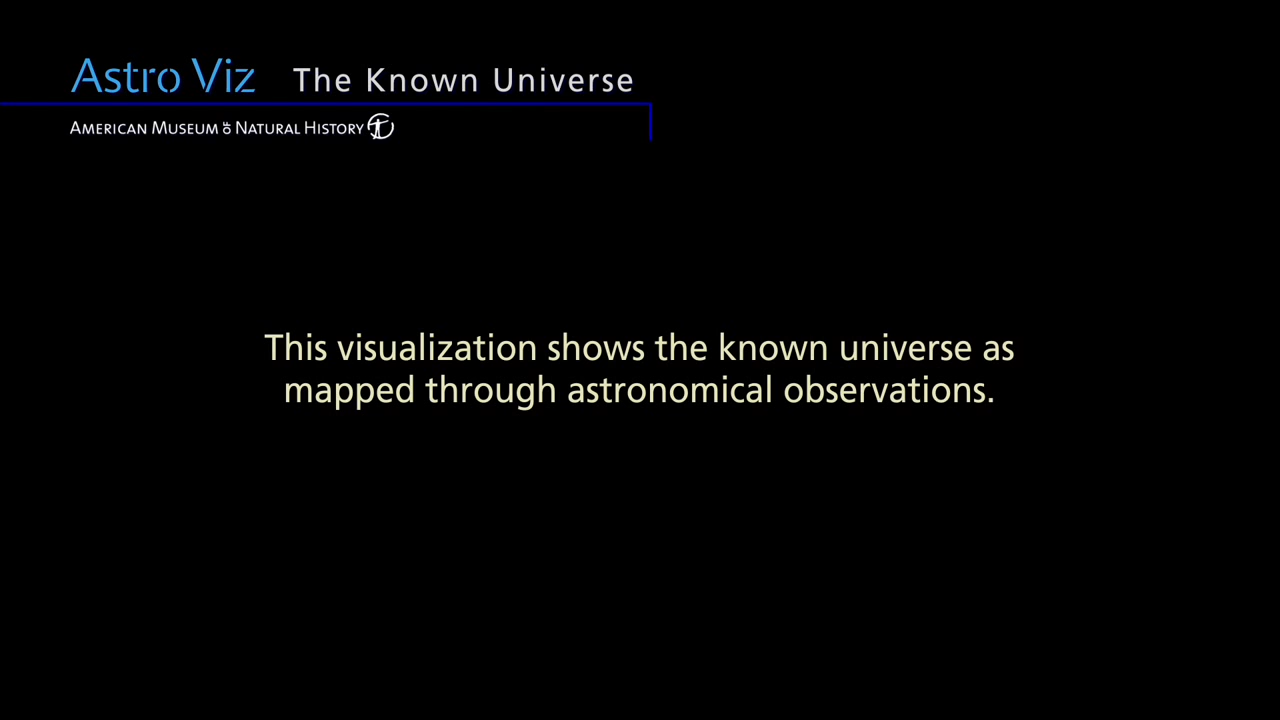 Astro Viz The Known Universe
American Museum of Natural History
This visualization shows the known universe as
mapped through astronomical observations.